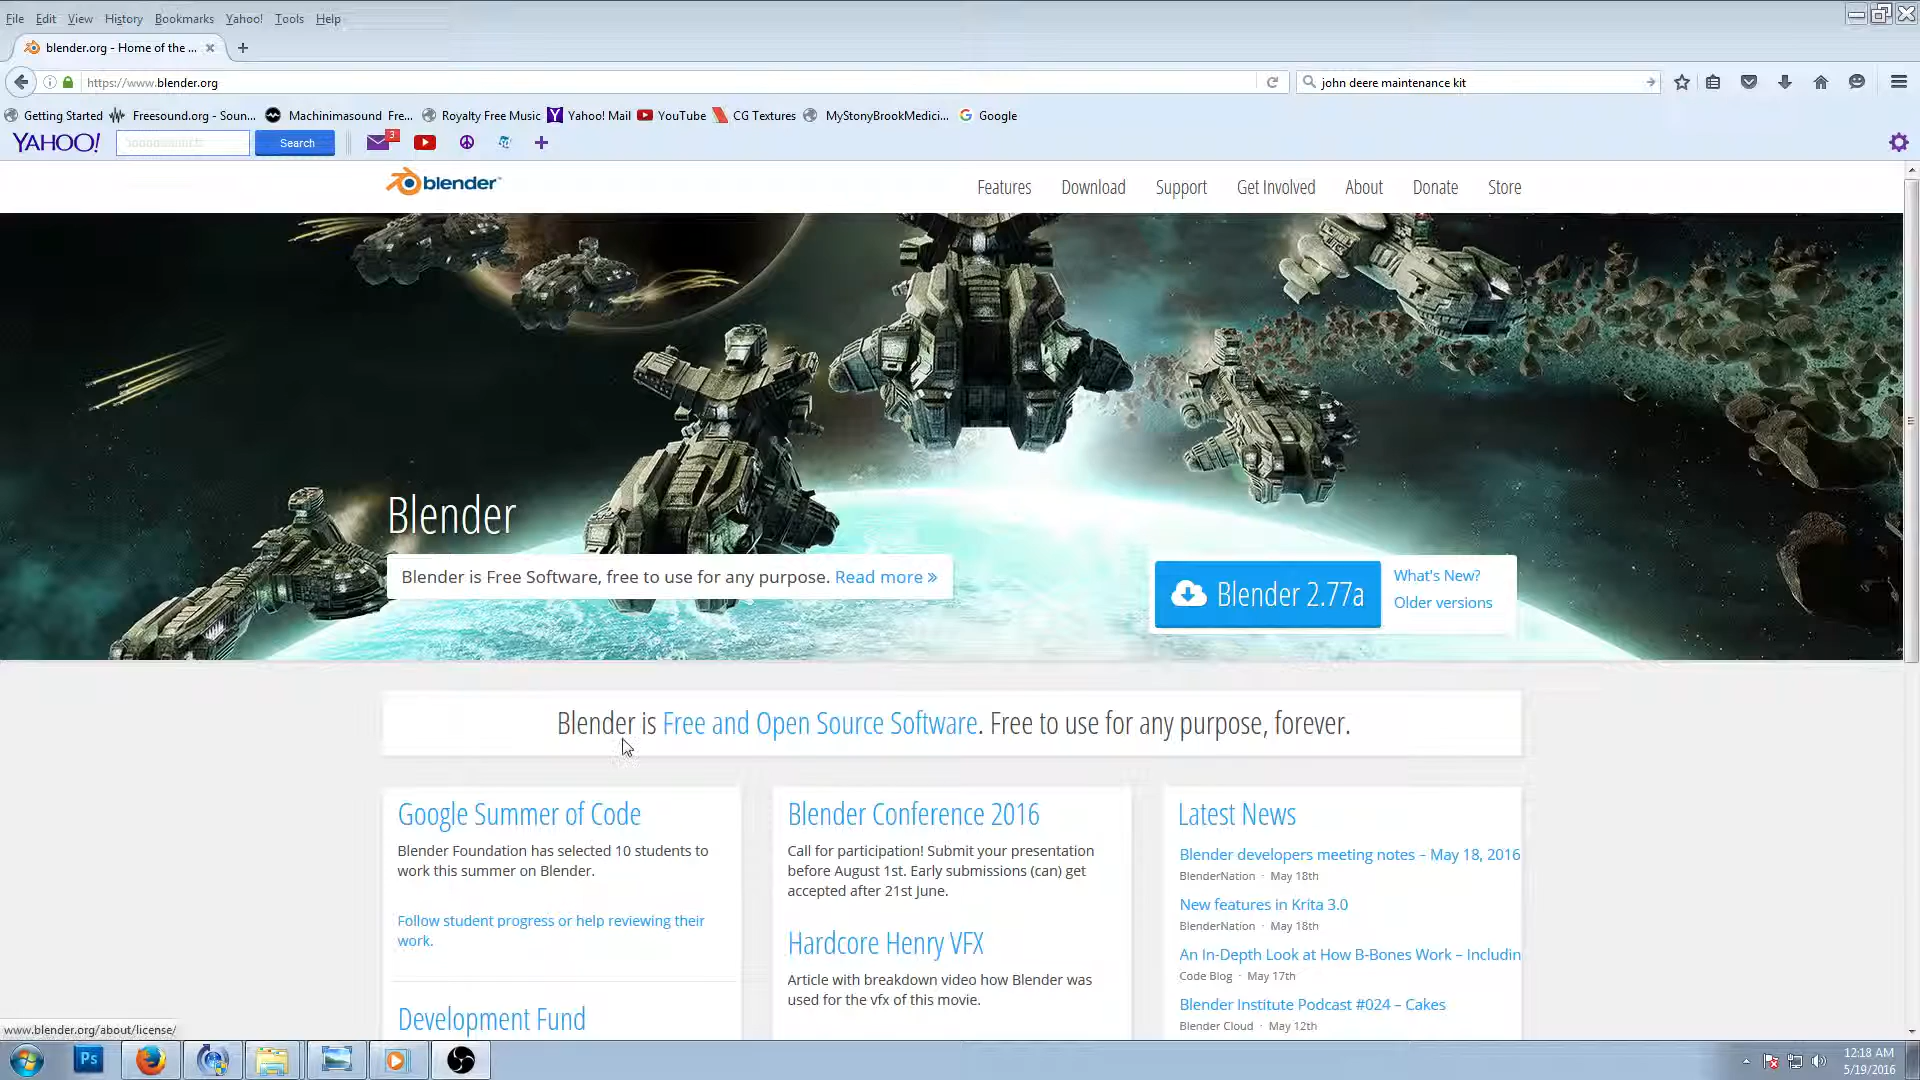 File Edit View History Bookmarks Yahoo! Tools Help
blender.org - Home of the ...
https://www.blender.org
john deere maintenance kit
Getting Started Freesound.org - Soun... Machinimasound Fre... Royalty Free Music Yahoo! Mail YouTube CG Textures MyStonyBrookMedici... Google
YAHOO! Search 3
blender
Features Download Support Get Involved About Donate Store
Blender
Blender is Free Software, free to use for any purpose. Read more »
Blender 2.77a
What's New?
Older versions
Blender is Free and Open Source Software. Free to use for any purpose, forever.
Google Summer of Code
Blender Foundation has selected 10 students to
work this summer on Blender.
Follow student progress or help reviewing their
work.
Development Fund
Blender Conference 2016
Call for participation! Submit your presentation
before August 1st. Early submissions (can) get
accepted after 21st June.
Hardcore Henry VFX
Article with breakdown video how Blender was
used for the vfx of this movie.
Latest News
Blender developers meeting notes – May 18, 2016
BlenderNation · May 18th
New features in Krita 3.0
BlenderNation · May 18th
An In-Depth Look at How B-Bones Work – Includin
Code Blog · May 17th
Blender Institute Podcast #024 – Cakes
Blender Cloud · May 12th
www.blender.org/about/license/
Ps
12:18 AM
5/19/2016